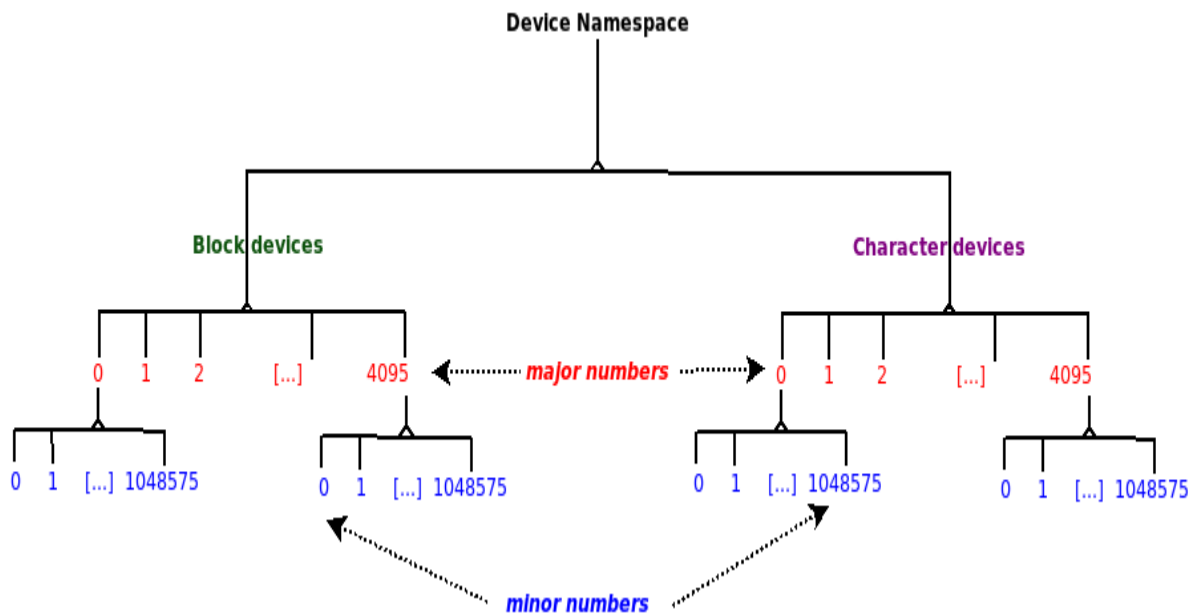 Device Namespace
Block devices
Character devices
0 1 2 [...] 4095
major numbers
0 1 2 [...] 4095
0 1 [...] 1048575
0 1 [...] 1048575
0 1 [...] 1048575
0 1 [...] 1048575
minor numbers